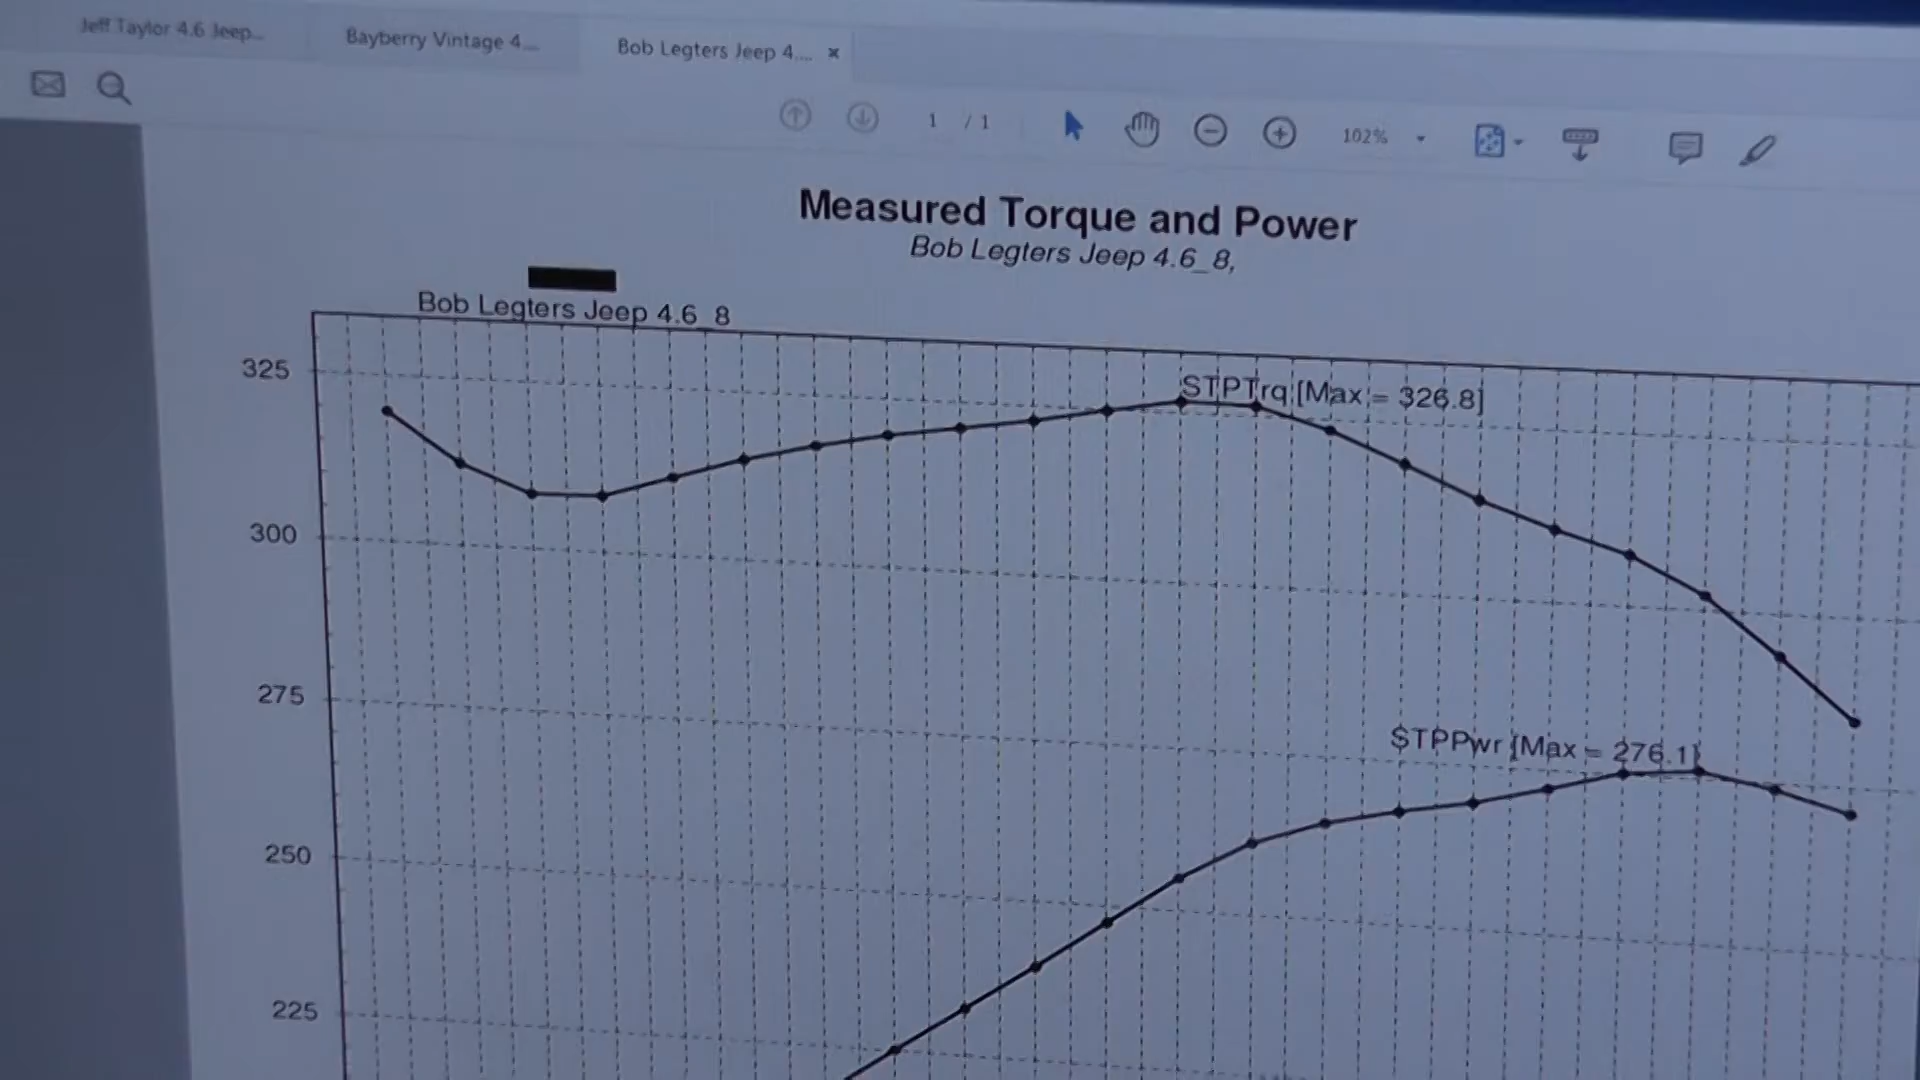 Jeff Taylor 4.6 Jeep...
Bayberry Vintage 4....
Bob Legters Jeep 4....
1 / 1
102%
Measured Torque and Power
Bob Legters Jeep 4.6_8,
Bob Legters Jeep 4.6_8
325
STPTrq [Max = 326.8]
300
275
STPPwr [Max = 276.1]
250
225